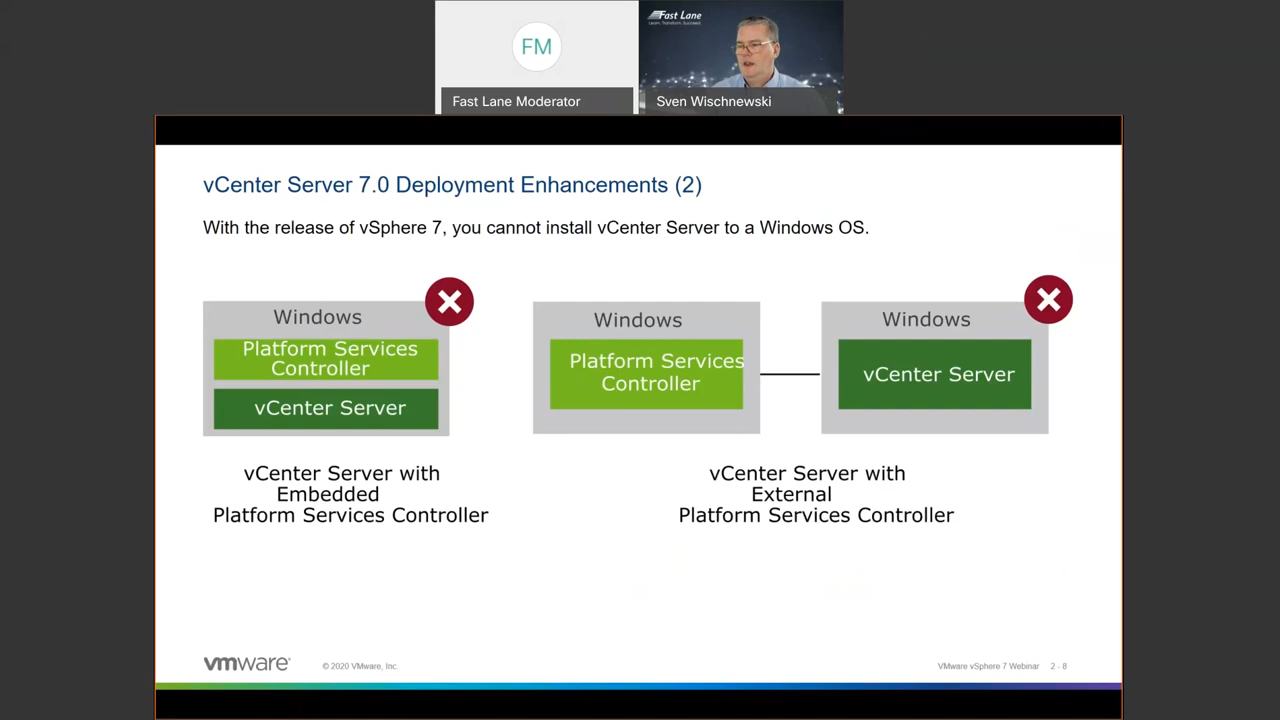 FM
Fast Lane Moderator
Fast Lane
Learn. Transform. Succeed.
Sven Wischnewski
vCenter Server 7.0 Deployment Enhancements (2)
With the release of vSphere 7, you cannot install vCenter Server to a Windows OS.
Windows
Platform Services
Controller
vCenter Server
vCenter Server with
Embedded
Platform Services Controller
Windows
Platform Services
Controller
Windows
vCenter Server
vCenter Server with
External
Platform Services Controller
vmware®
© 2020 VMware, Inc.
VMware vSphere 7 Webinar 2 - 8